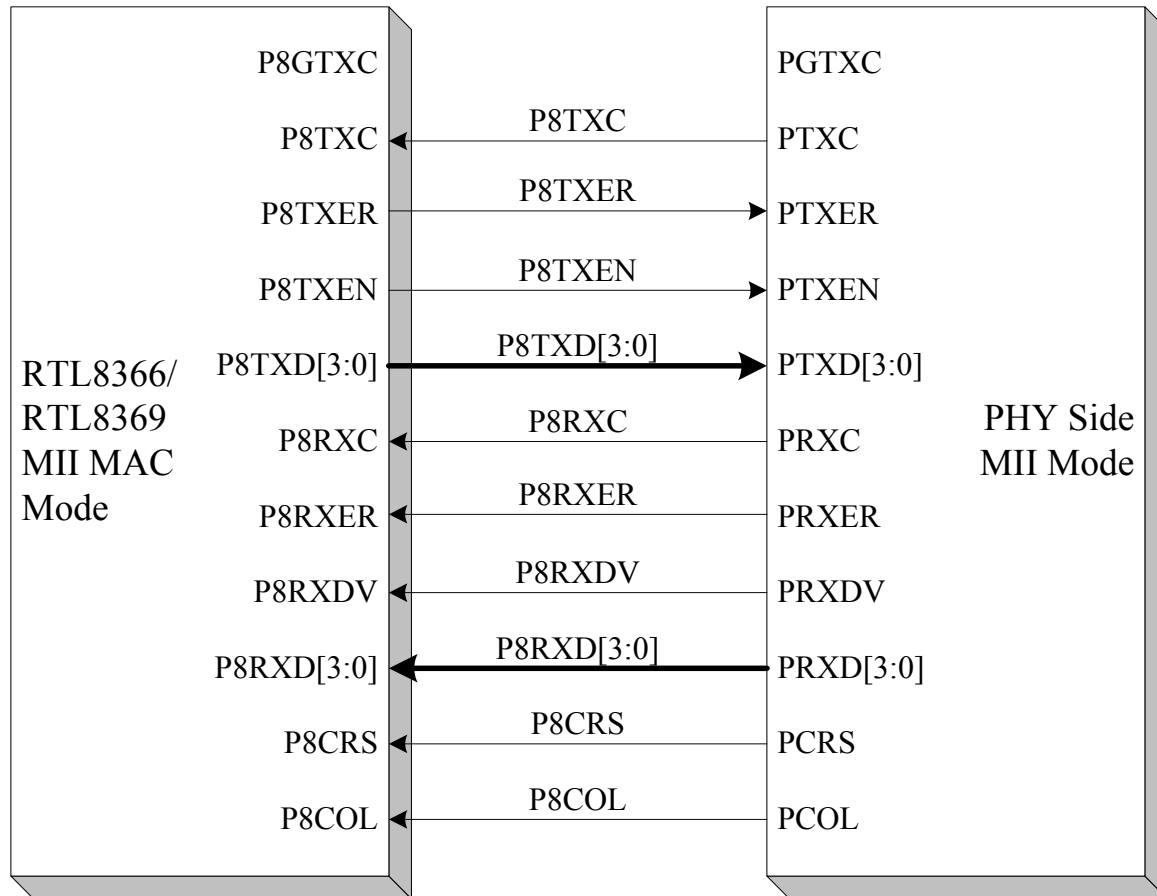 P8GTXC
PGTXC
P8TXC
P8TXC
PTXC
P8TXER
P8TXER
PTXER
P8TXEN
P8TXEN
PTXEN
P8TXD[3:0]
P8TXD[3:0]
PTXD[3:0]
RTL8366/
RTL8369
MII MAC
Mode
P8RXC
P8RXC
PRXC
PHY Side
MII Mode
P8RXER
P8RXER
PRXER
P8RXDV
P8RXDV
PRXDV
P8RXD[3:0]
P8RXD[3:0]
PRXD[3:0]
P8CRS
P8CRS
PCRS
P8COL
P8COL
PCOL